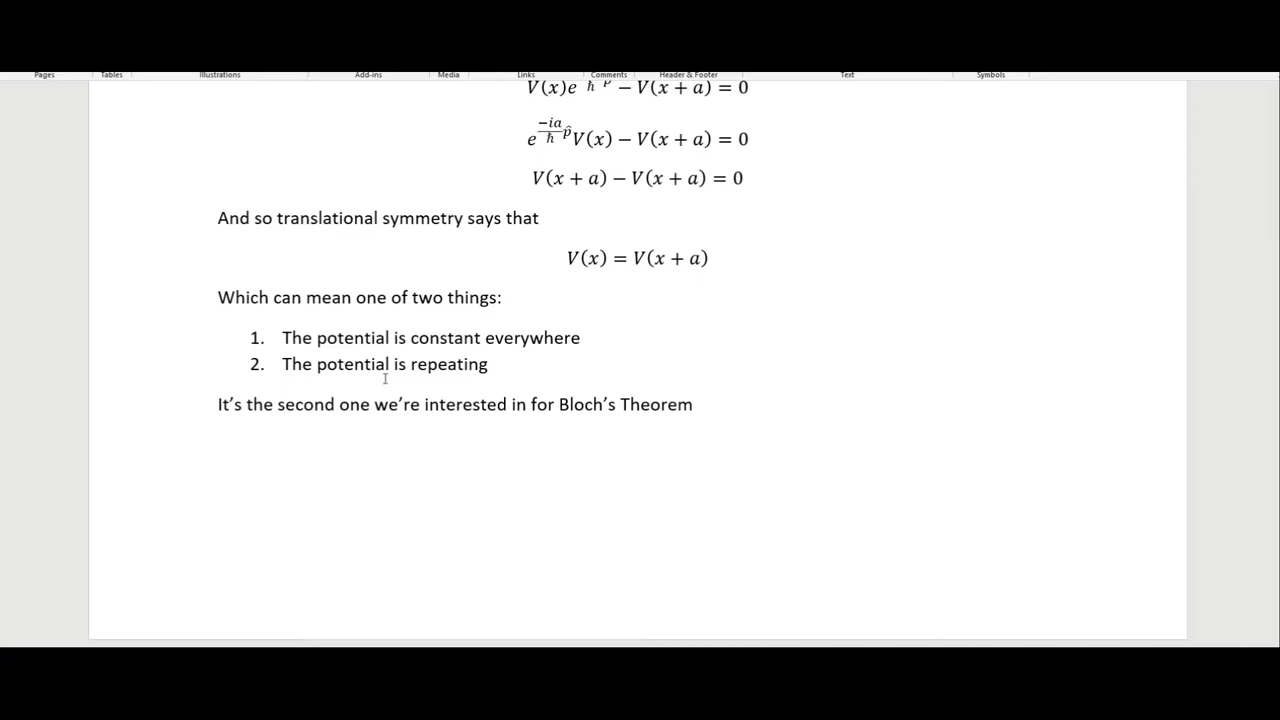 Pages Tables Illustrations Add-ins Media Links Comments Header & Footer Text Symbols
V(x)e ħ p − V(x + a) = 0
e^{\frac{-ia}{ħ}p̂}V(x) − V(x + a) = 0
V(x + a) − V(x + a) = 0
And so translational symmetry says that
V(x) = V(x + a)
Which can mean one of two things:
1. The potential is constant everywhere
2. The potential is repeating
It’s the second one we’re interested in for Bloch’s Theorem